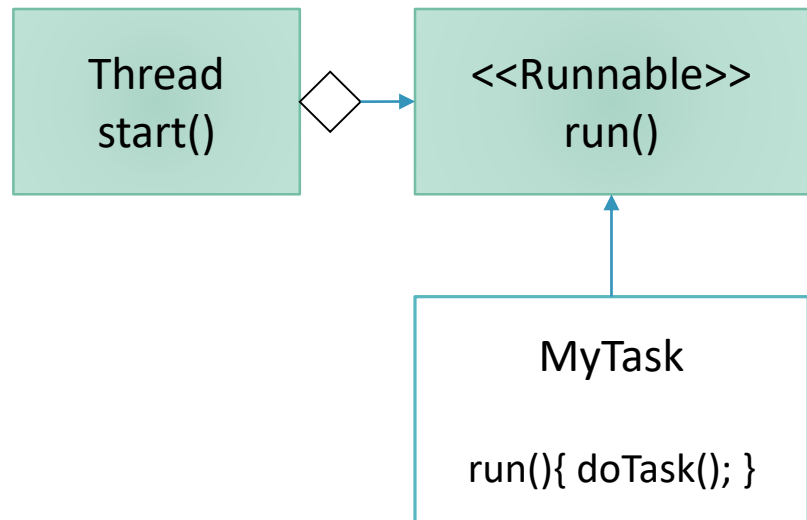 Thread
start()
<<Runnable>>
run()
MyTask
run(){ doTask(); }